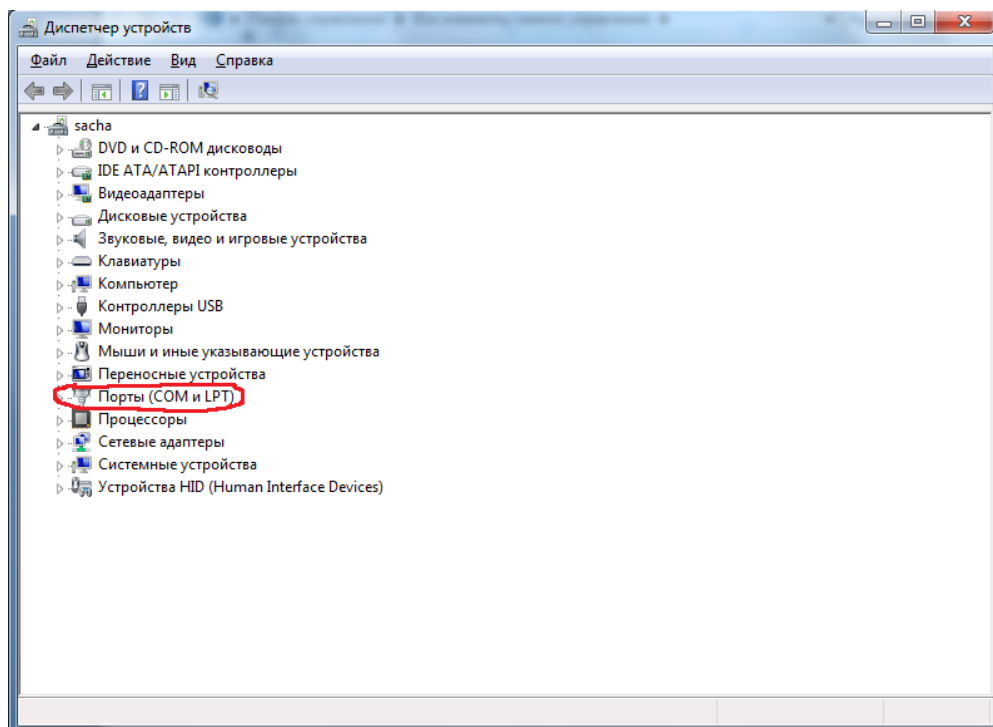 Диспетчер устройств
Файл Действие Вид Справка
sacha
DVD и CD-ROM дисководы
IDE ATA/ATAPI контроллеры
Видеоадаптеры
Дисковые устройства
Звуковые, видео и игровые устройства
Клавиатуры
Компьютер
Контроллеры USB
Мониторы
Мыши и иные указывающие устройства
Переносные устройства
Порты (COM и LPT)
Процессоры
Сетевые адаптеры
Системные устройства
Устройства HID (Human Interface Devices)